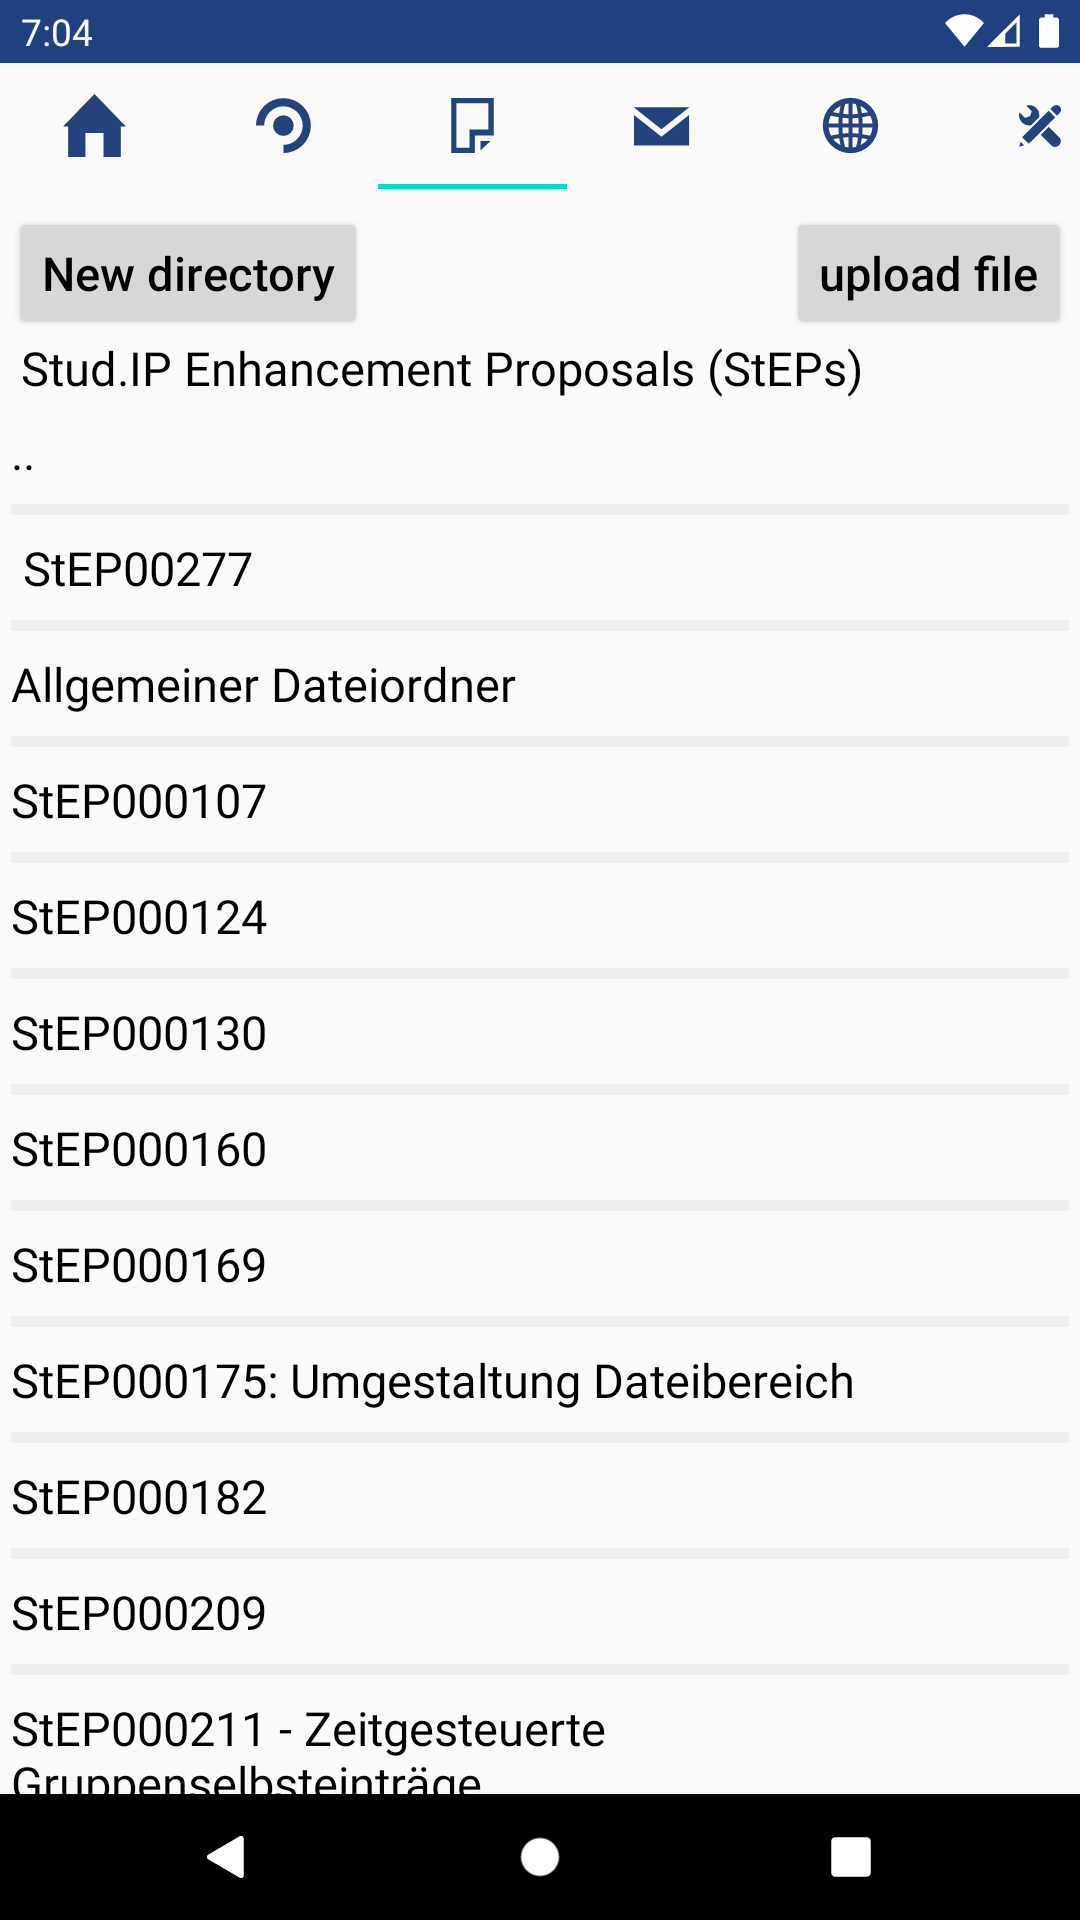 7:04
New directory
upload file
Stud.IP Enhancement Proposals (StEPs)
..
StEP00277
Allgemeiner Dateiordner
StEP000107
StEP000124
StEP000130
StEP000160
StEP000169
StEP000175: Umgestaltung Dateibereich
StEP000182
StEP000209
StEP000211 - Zeitgesteuerte
Gruppenselbsteinträge